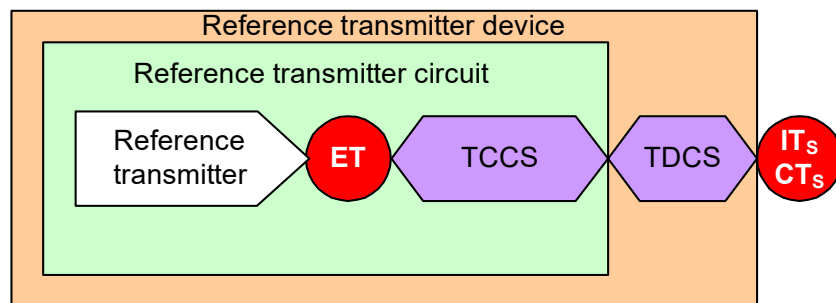 Reference transmitter device
Reference transmitter circuit
Reference
transmitter
ET
TCCS
TDCS
ITS
CTS